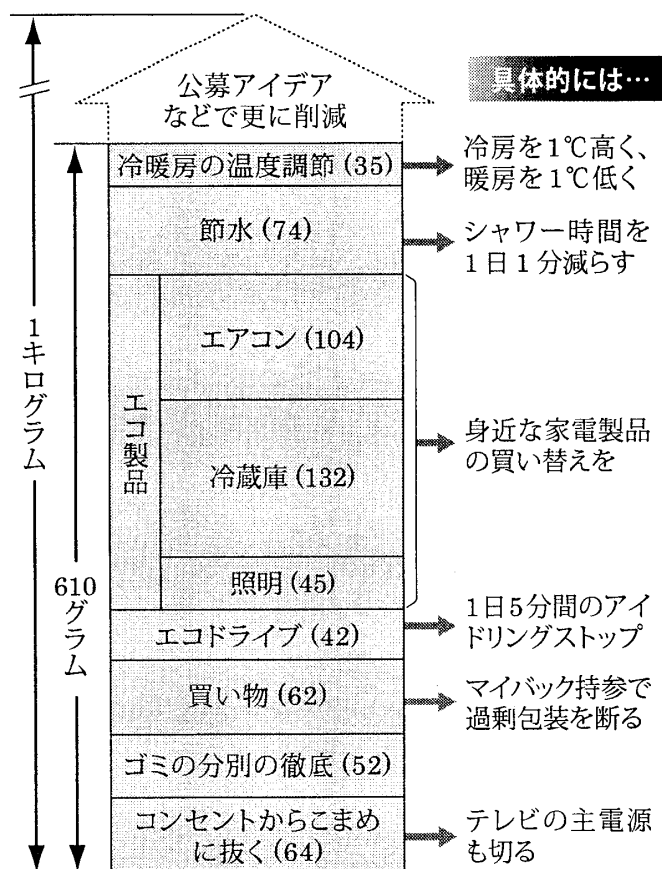 公募アイデア
などで更に削減
具体的には…
冷暖房の温度調節 (35)
冷房を1℃高く、
暖房を1℃低く
節水 (74)
シャワー時間を
1日1分減らす
エコ製品
エアコン (104)
冷蔵庫 (132)
照明 (45)
身近な家電製品
の買い替えを
エコドライブ (42)
1日5分間のアイ
ドリングストップ
買い物 (62)
マイバック持参で
過剰包装を断る
ゴミの分別の徹底 (52)
コンセントからこまめ
に抜く (64)
テレビの主電源
も切る
1キログラム
610
グラム